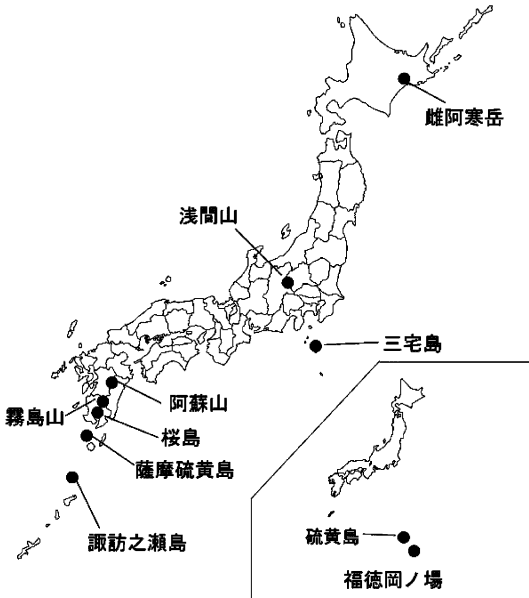 雌阿寒岳
浅間山
三宅島
阿蘇山
霧島山
桜島
薩摩硫黄島
諏訪之瀬島
硫黄島
福徳岡ノ場